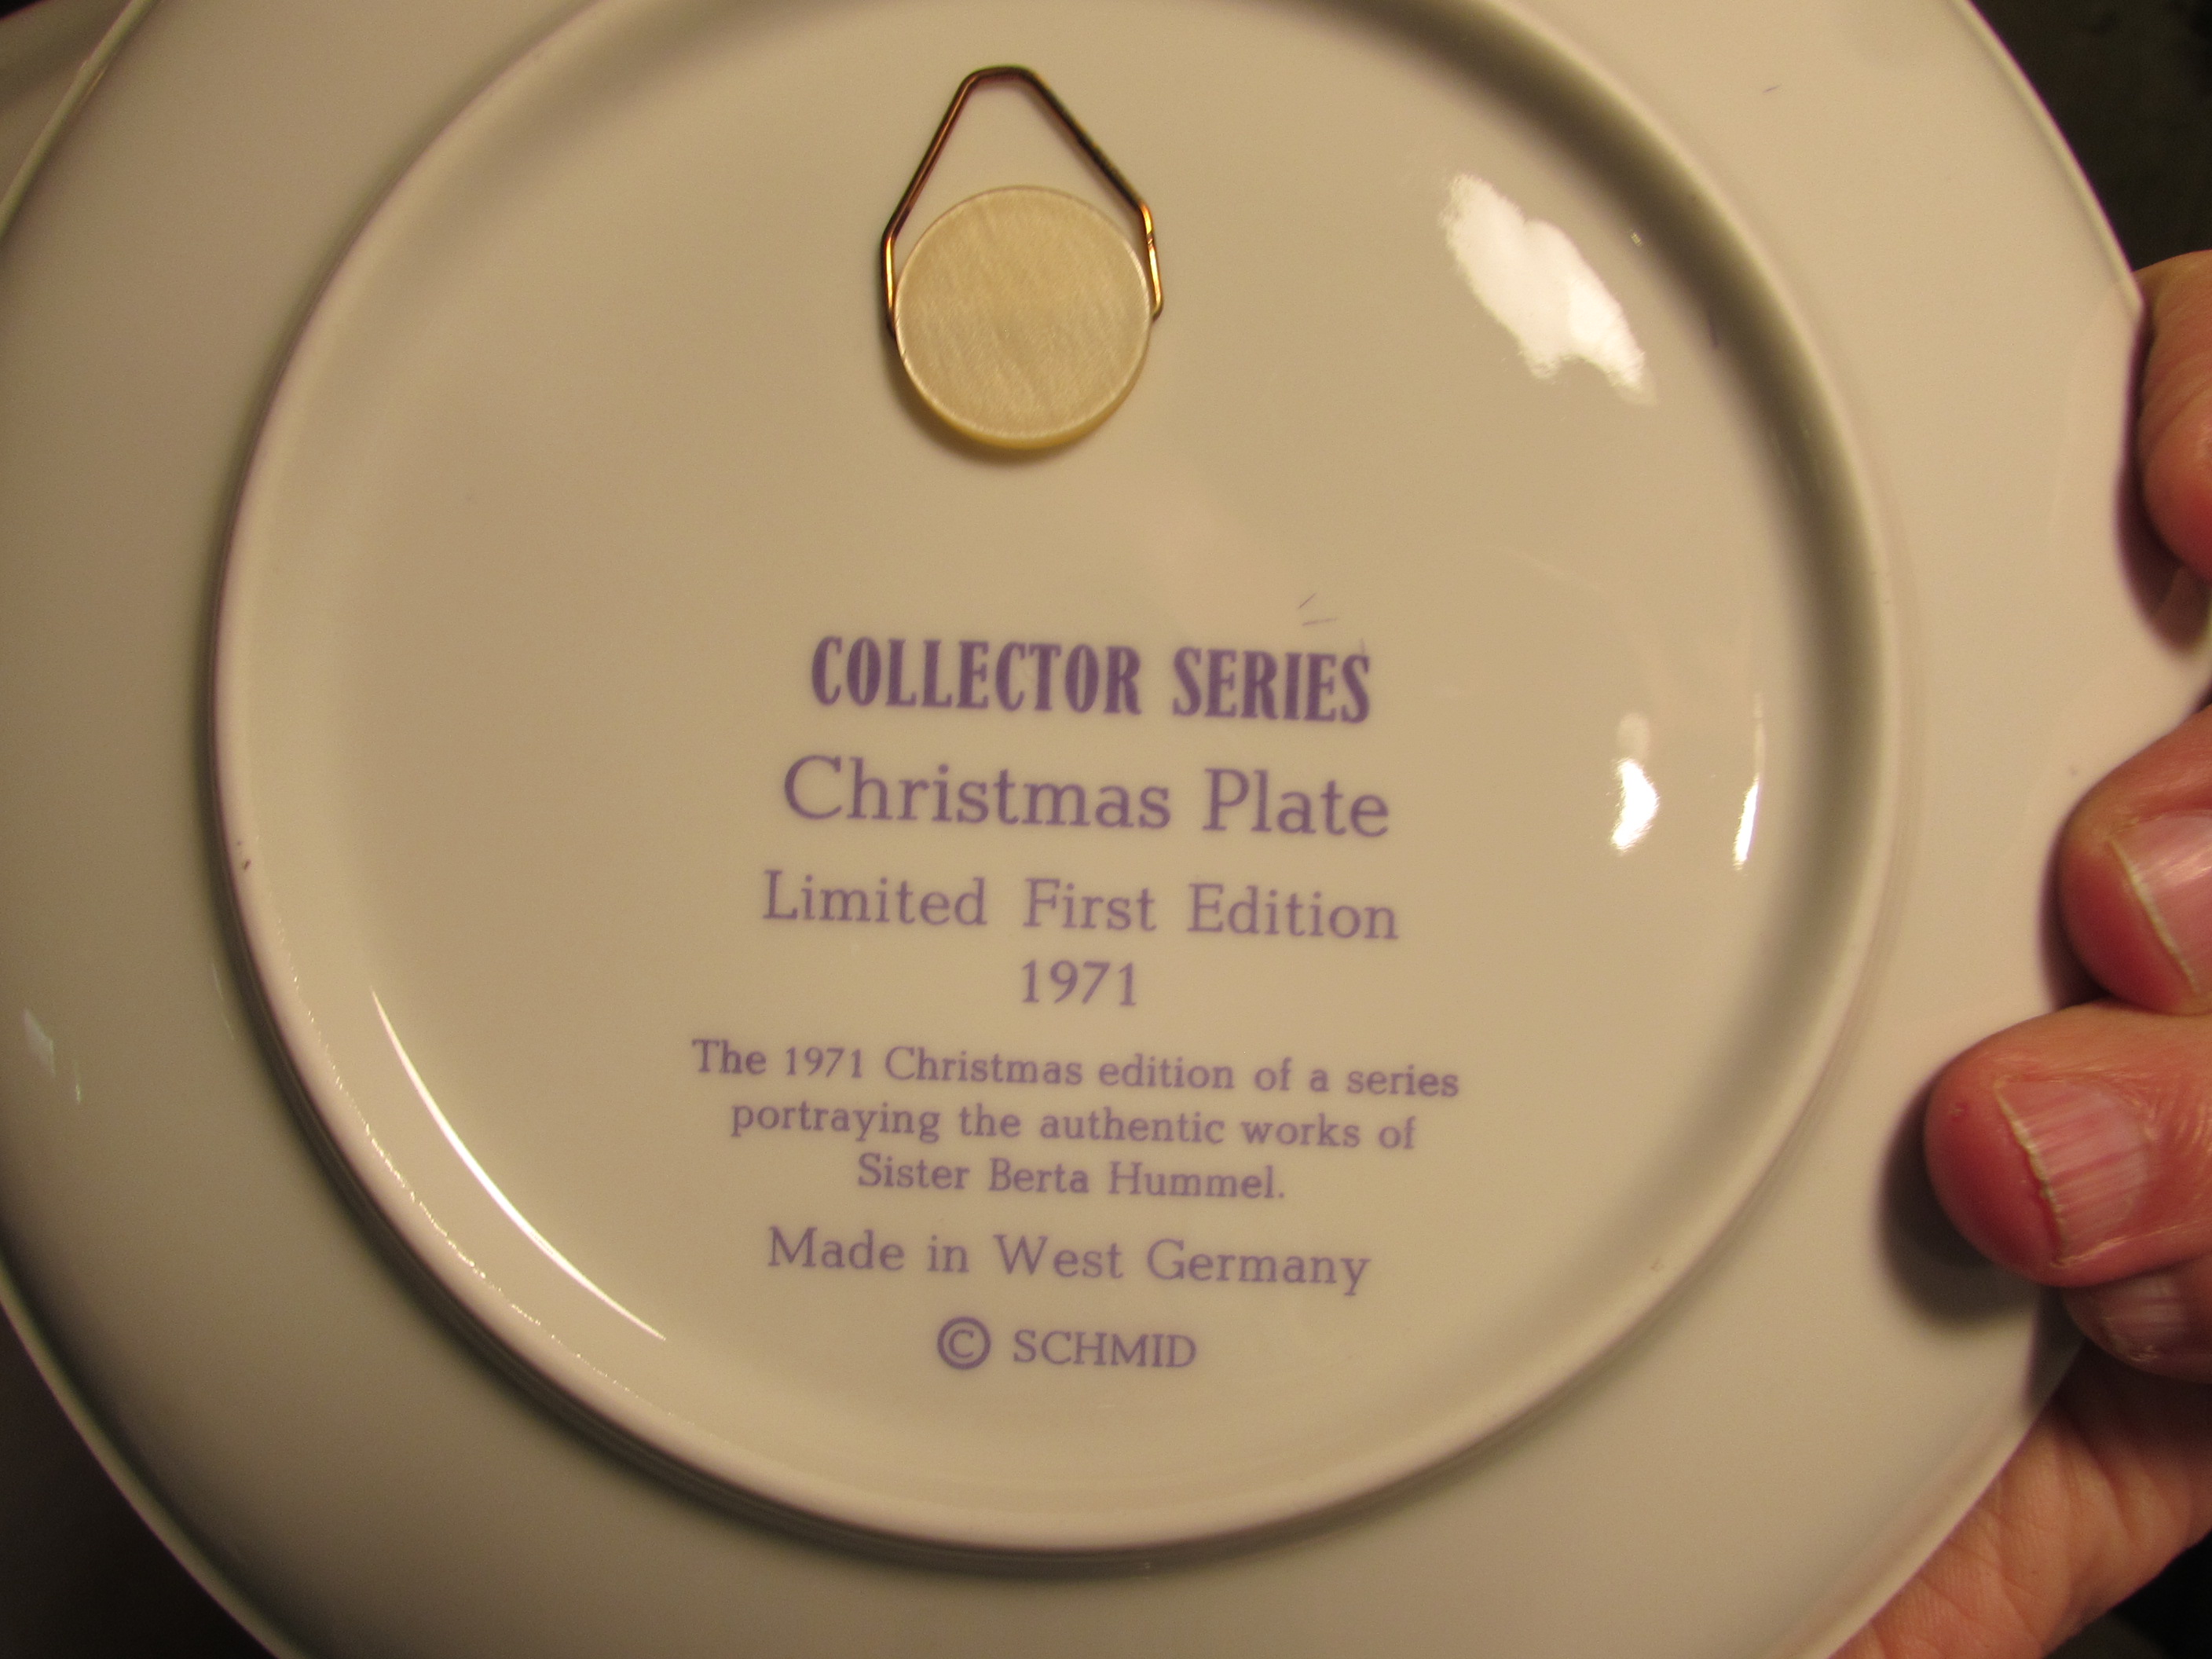 COLLECTOR SERIES
Christmas Plate
Limited First Edition
1971
The 1971 Christmas edition of a series
portraying the authentic works of
Sister Berta Hummel.
Made in West Germany
© SCHMID